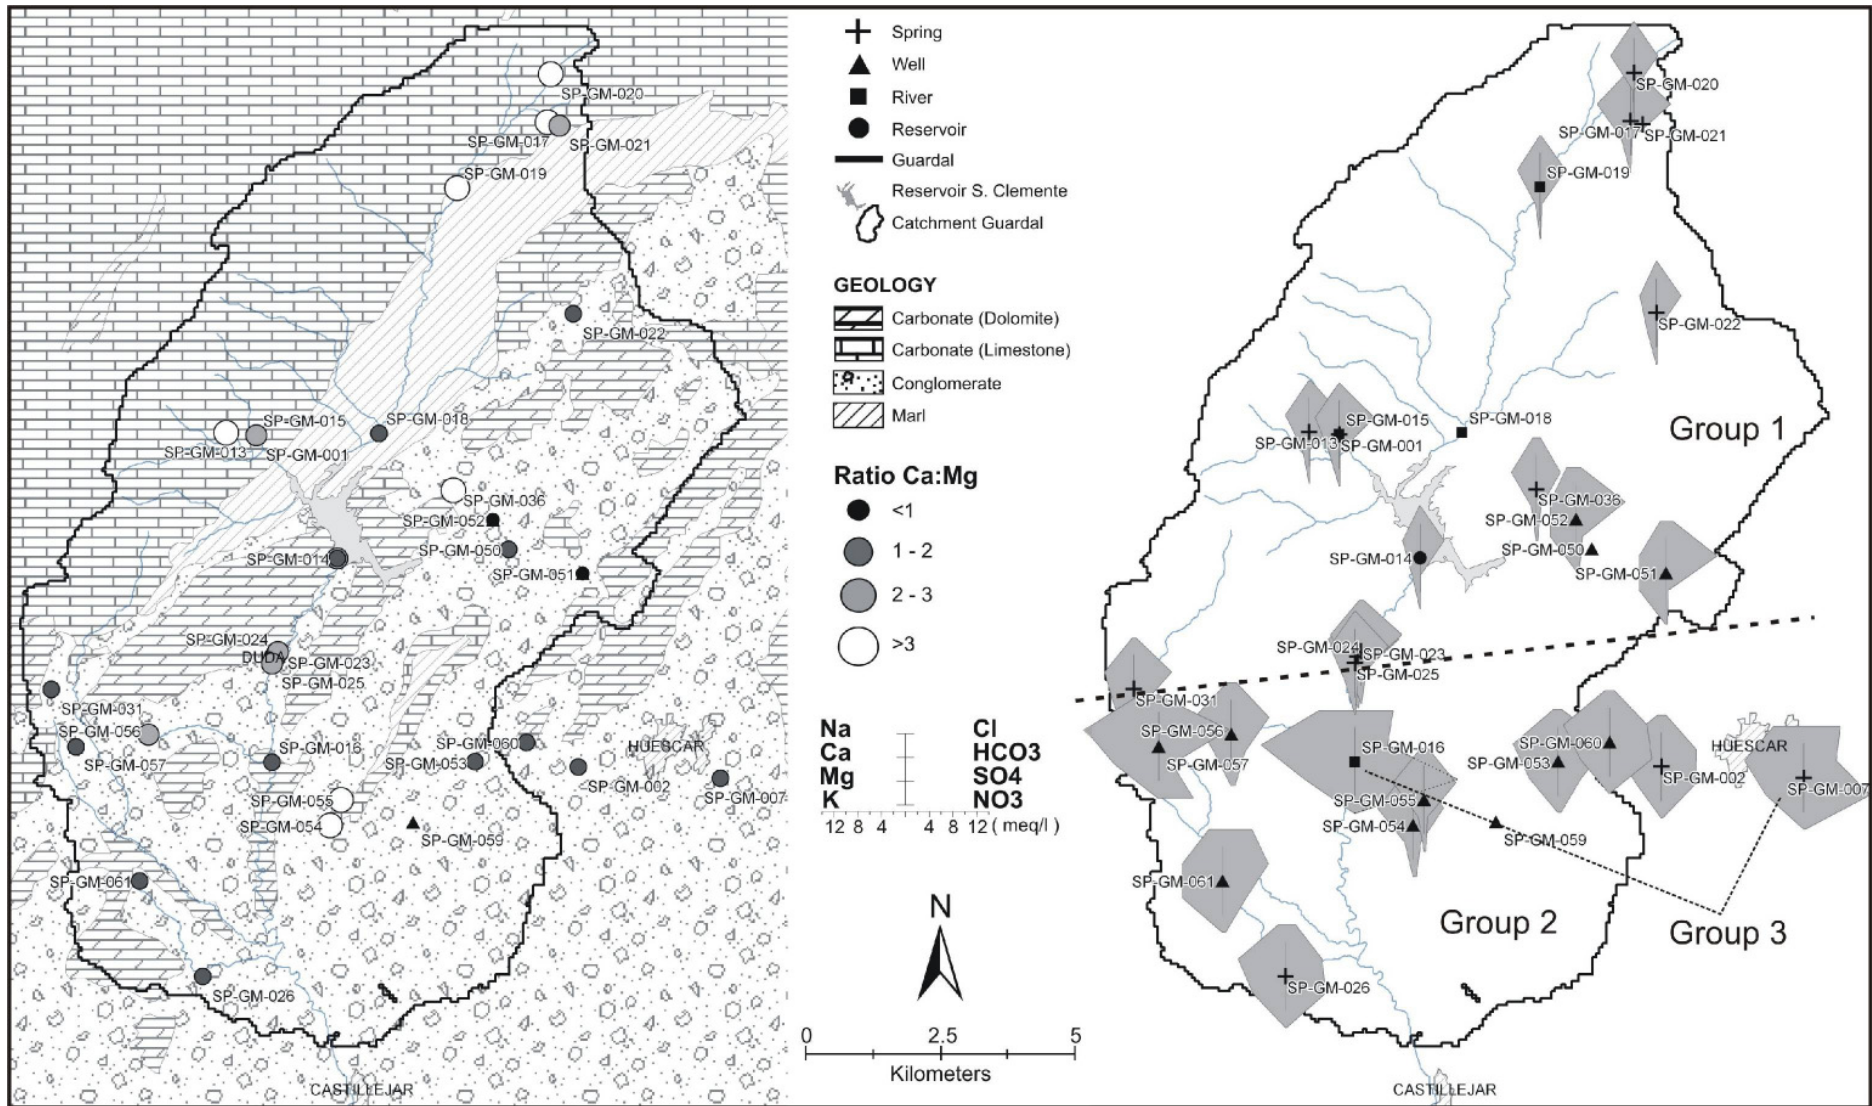 SP-GM-020
SP-GM-017
SP-GM-021
SP-GM-019
SP-GM-022
SP-GM-015
SP-GM-018
SP-GM-013
SP-GM-001
SP-GM-036
SP-GM-052
SP-GM-050
SP-GM-014
SP-GM-051
SP-GM-024
DUDA
SP-GM-023
SP-GM-025
SP-GM-031
SP-GM-056
SP-GM-057
SP-GM-016
SP-GM-060
SP-GM-053
HUESCAR
SP-GM-002
SP-GM-007
SP-GM-055
SP-GM-054
SP-GM-059
SP-GM-061
SP-GM-026
CASTILLEJAR
Spring
Well
River
Reservoir
Guardal
Reservoir S. Clemente
Catchment Guardal
GEOLOGY
Carbonate (Dolomite)
Carbonate (Limestone)
Conglomerate
Marl
Ratio Ca:Mg
<1
1 - 2
2 - 3
>3
Na Cl
Ca HCO3
Mg SO4
K NO3
12 8 4 4 8 12 ( meq/l )
N
0 2.5 5
Kilometers
SP-GM-020
SP-GM-017
SP-GM-021
SP-GM-019
SP-GM-022
SP-GM-015
SP-GM-018
SP-GM-013
SP-GM-001
Group 1
SP-GM-036
SP-GM-052
SP-GM-050
SP-GM-014
SP-GM-051
SP-GM-024
SP-GM-023
SP-GM-025
SP-GM-031
SP-GM-056
SP-GM-057
SP-GM-016
SP-GM-060
SP-GM-053
HUESCAR
SP-GM-002
SP-GM-007
SP-GM-055
SP-GM-054
SP-GM-059
SP-GM-061
Group 2
Group 3
SP-GM-026
CASTILLEJAR